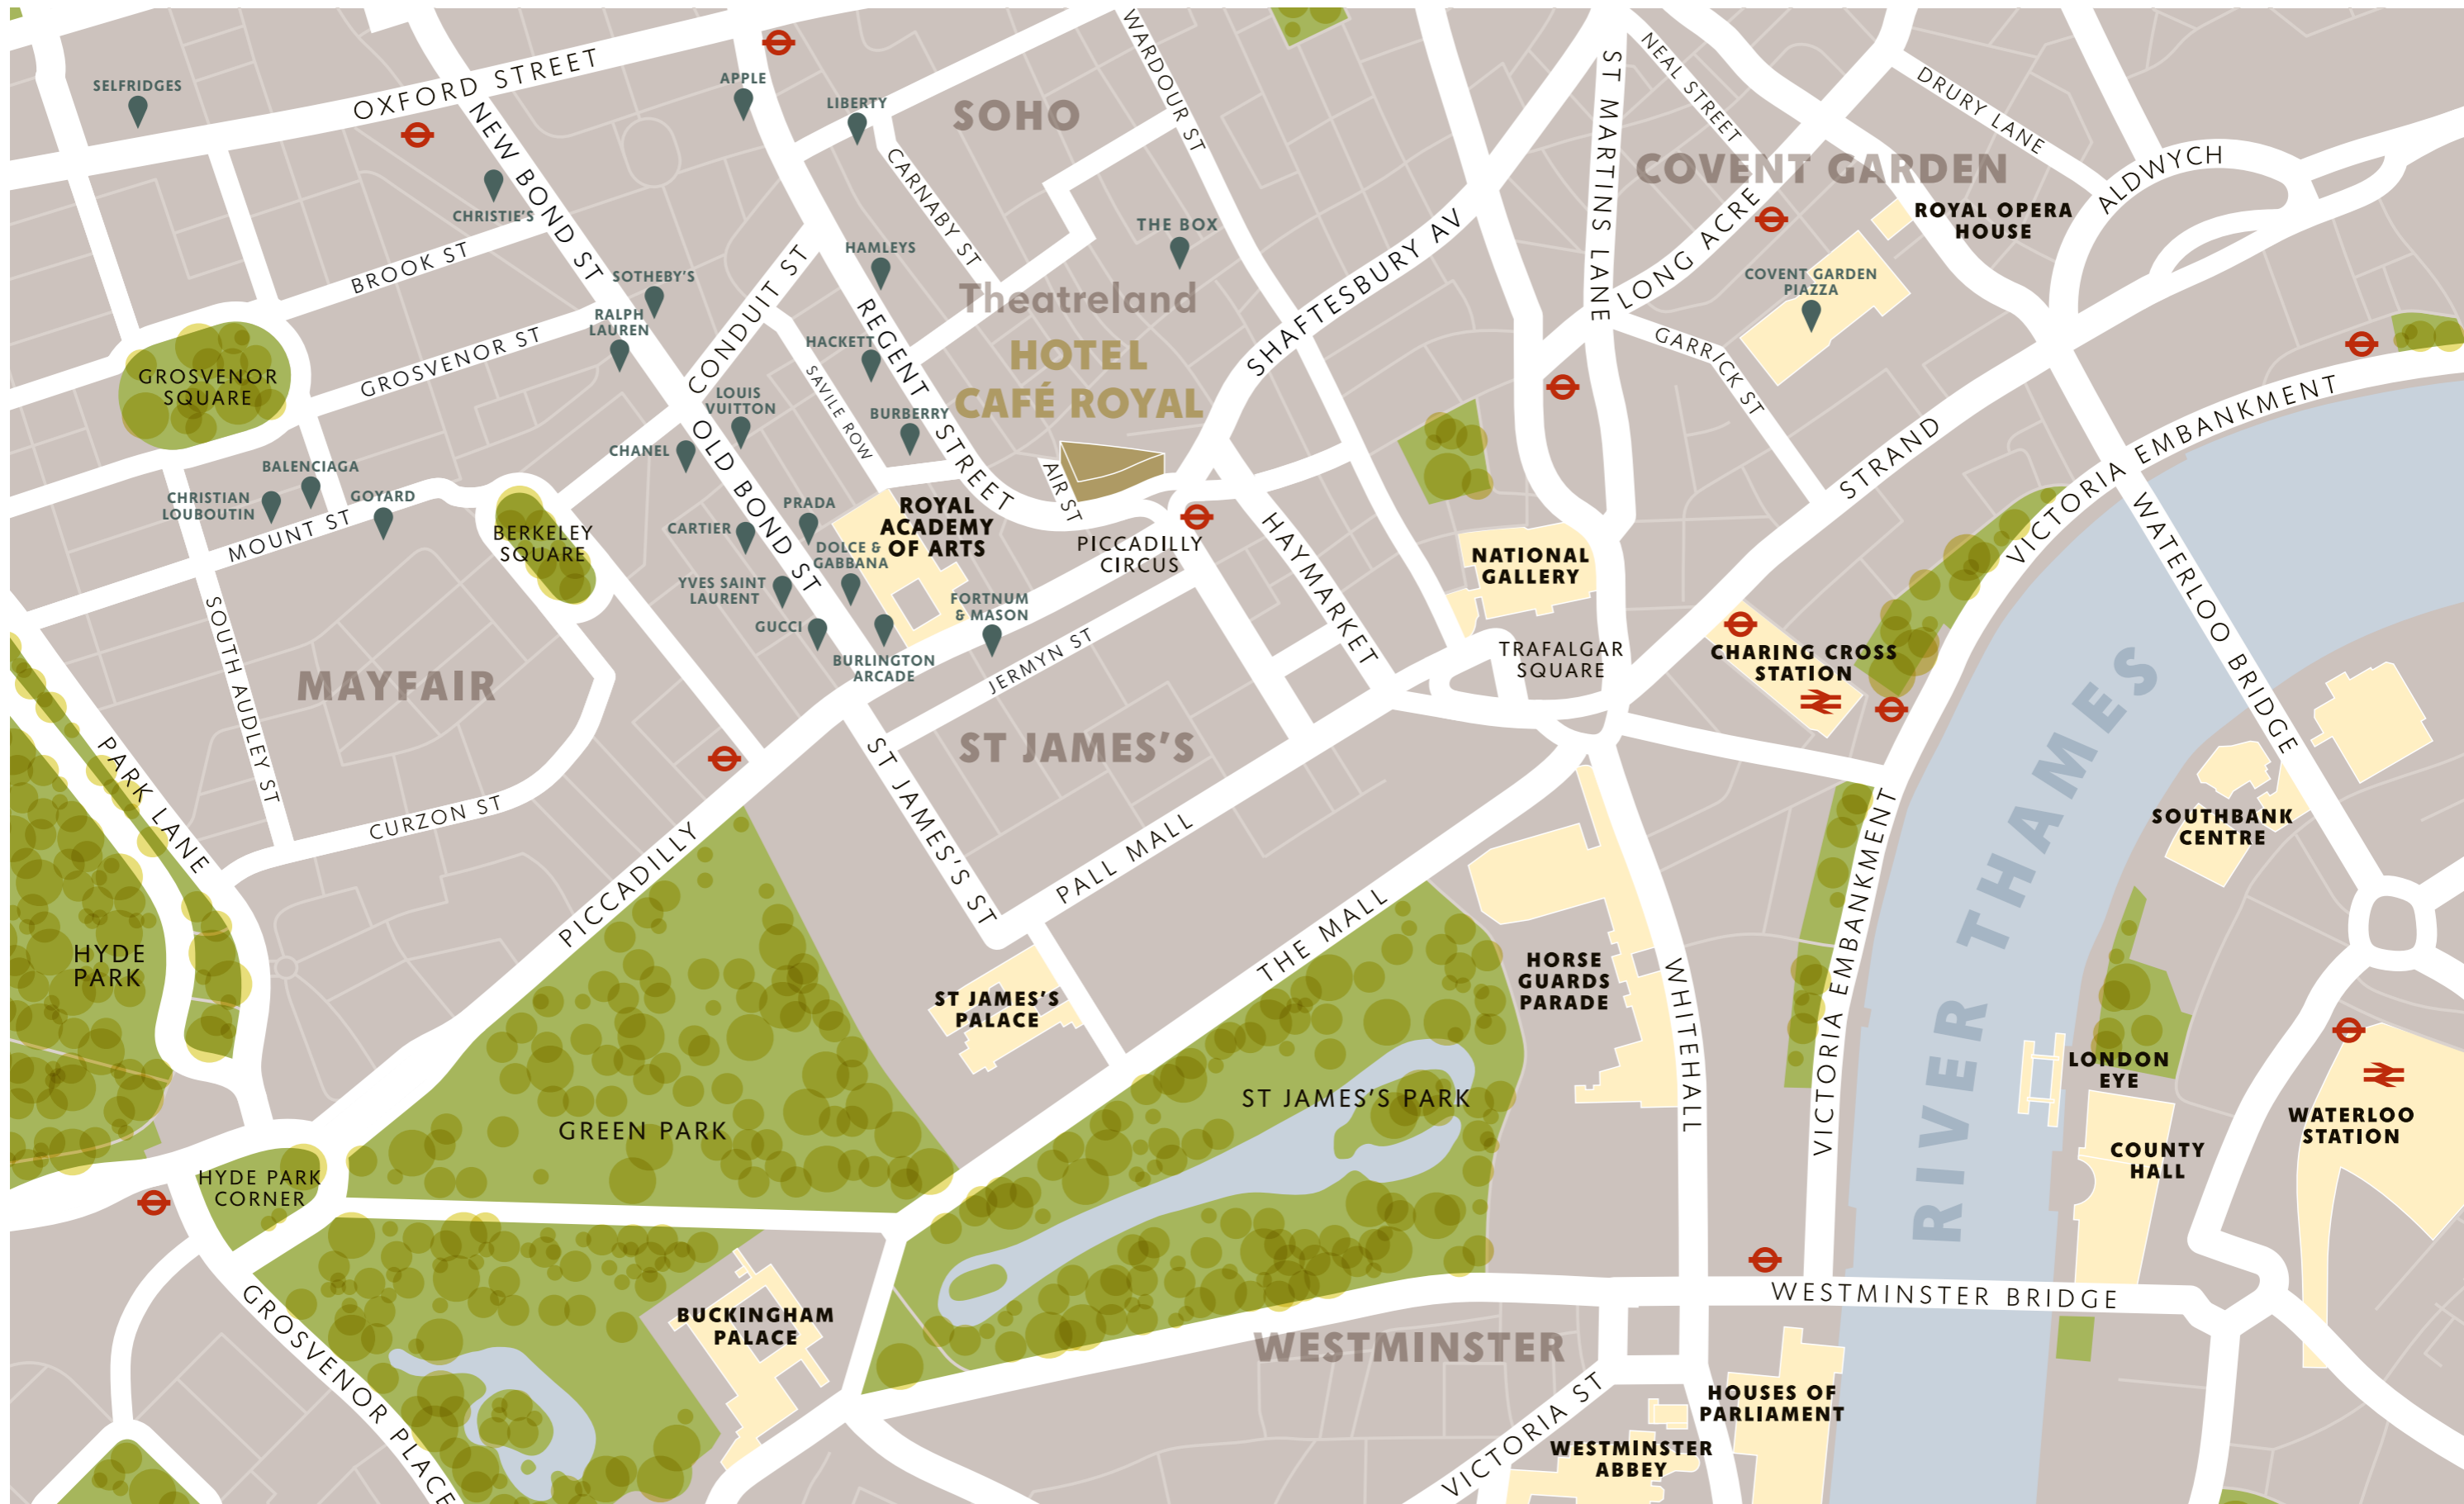 SELFRIDGES
OXFORD STREET
APPLE
LIBERTY
SOHO
WARDOUR ST
ST MARTINS LANE
NEAL STREET
DRURY LANE
COVENT GARDEN
ALDWYCH
CHRISTIE'S
NEW BOND ST
CARNABY ST
THE BOX
ROYAL OPERA
HOUSE
LONG ACRE
BROOK ST
SOTHEBY'S
HAMLEYS
CONDUIT ST
SHAFTESBURY AV
COVENT GARDEN
PIAZZA
Theatreland
RALPH
LAUREN
GROSVENOR ST
HACKETT
REGENT STREET
HOTEL
CAFÉ ROYAL
GARRICK ST
GROSVENOR
SQUARE
LOUIS
VUITTON
SAVILE ROW
BURBERRY
CHANEL
OLD BOND ST
STRAND
VICTORIA EMBANKMENT
BALENCIAGA
CHRISTIAN
LOUBOUTIN
GOYARD
MOUNT ST
BERKELEY
SQUARE
CARTIER
PRADA
ROYAL
ACADEMY
OF ARTS
AIR ST
PICCADILLY
CIRCUS
HAYMARKET
NATIONAL
GALLERY
WATERLOO BRIDGE
DOLCE &
GABBANA
YVES SAINT
LAURENT
GUCCI
FORTNUM
& MASON
BURLINGTON
ARCADE
JERMYN ST
TRAFALGAR
SQUARE
CHARING CROSS
STATION
SOUTH AUDLEY ST
MAYFAIR
ST JAMES'S
PARK LANE
CURZON ST
PICCADILLY
ST JAMES'S ST
PALL MALL
SOUTHBANK
CENTRE
RIVER THAMES
HYDE
PARK
THE MALL
HORSE
GUARDS
PARADE
WHITEHALL
VICTORIA EMBANKMENT
ST JAMES'S
PALACE
LONDON
EYE
ST JAMES'S PARK
GREEN PARK
WATERLOO
STATION
COUNTY
HALL
HYDE PARK
CORNER
GROSVENOR PLACE
BUCKINGHAM
PALACE
WESTMINSTER BRIDGE
WESTMINSTER
VICTORIA ST
HOUSES OF
PARLIAMENT
WESTMINSTER
ABBEY